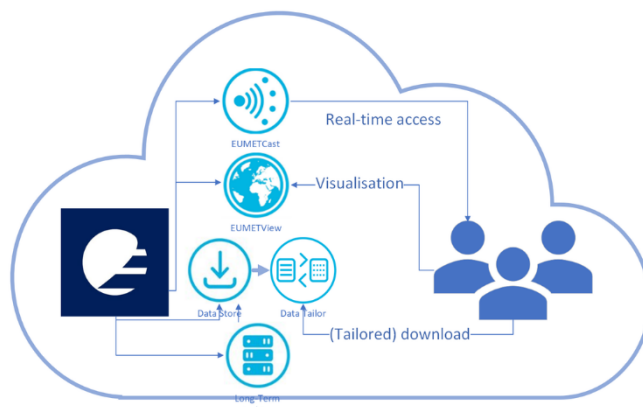 EUMETCast
Real-time access
Visualisation
EUMETView
Data Store
Data Tailor
(Tailored) download
Long-Term